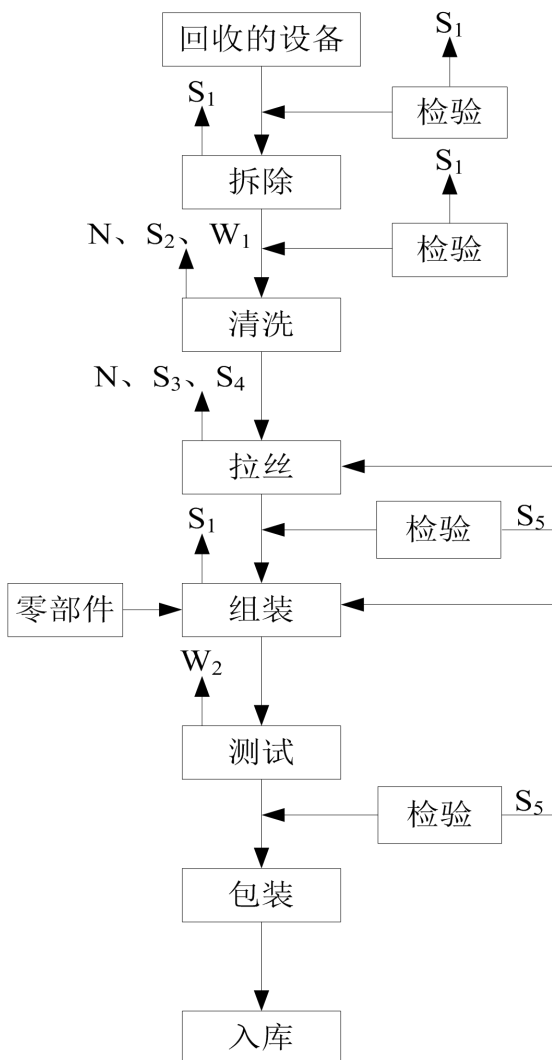 回收的设备
S₁
检验
S₁
拆除
S₁
检验
N、S₂、W₁
清洗
N、S₃、S₄
拉丝
检验
S₅
S₁
零部件
组装
W₂
测试
检验
S₅
包装
入库